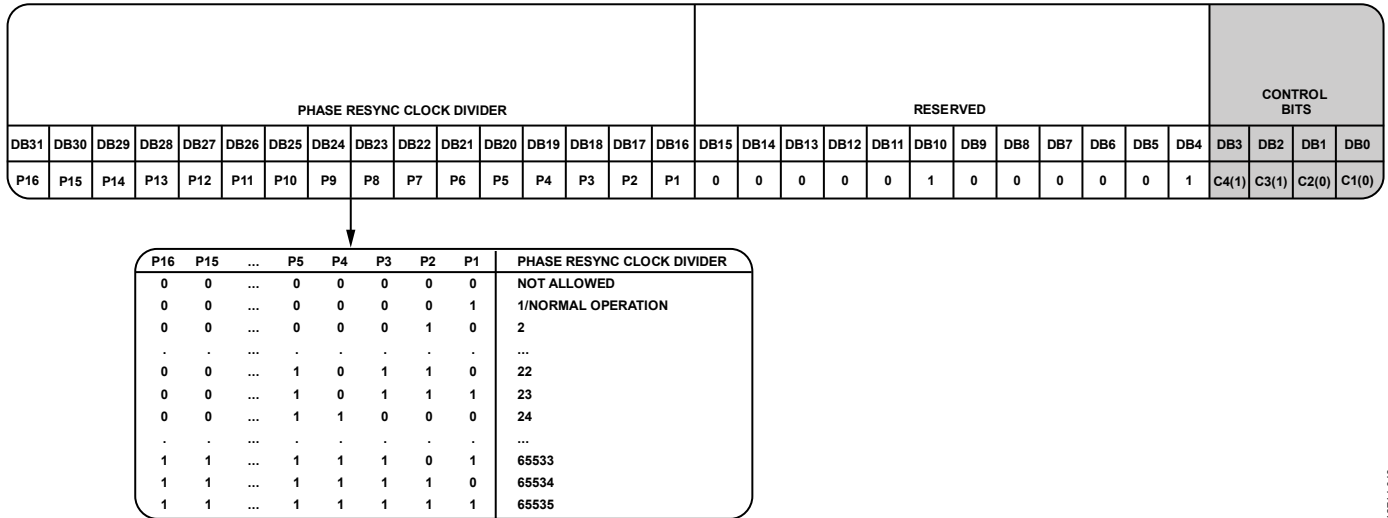 PHASE RESYNC CLOCK DIVIDER RESERVED CONTROL
BITS
DB31 DB30 DB29 DB28 DB27 DB26 DB25 DB24 DB23 DB22 DB21 DB20 DB19 DB18 DB17 DB16 DB15 DB14 DB13 DB12 DB11 DB10 DB9 DB8 DB7 DB6 DB5 DB4 DB3 DB2 DB1 DB0
P16 P15 P14 P13 P12 P11 P10 P9 P8 P7 P6 P5 P4 P3 P2 P1 0 0 0 0 0 1 0 0 0 0 0 1 C4(1) C3(1) C2(0) C1(0)
P16 P15 ... P5 P4 P3 P2 P1 PHASE RESYNC CLOCK DIVIDER
0 0 ... 0 0 0 0 0 NOT ALLOWED
0 0 ... 0 0 0 0 1 1/NORMAL OPERATION
0 0 ... 0 0 0 1 0 2
. . ... . . . . . ...
0 0 ... 1 0 1 1 0 22
0 0 ... 1 0 1 1 1 23
0 0 ... 1 1 0 0 0 24
. . ... . . . . . ...
1 1 ... 1 1 1 0 1 65533
1 1 ... 1 1 1 1 0 65534
1 1 ... 1 1 1 1 1 65535